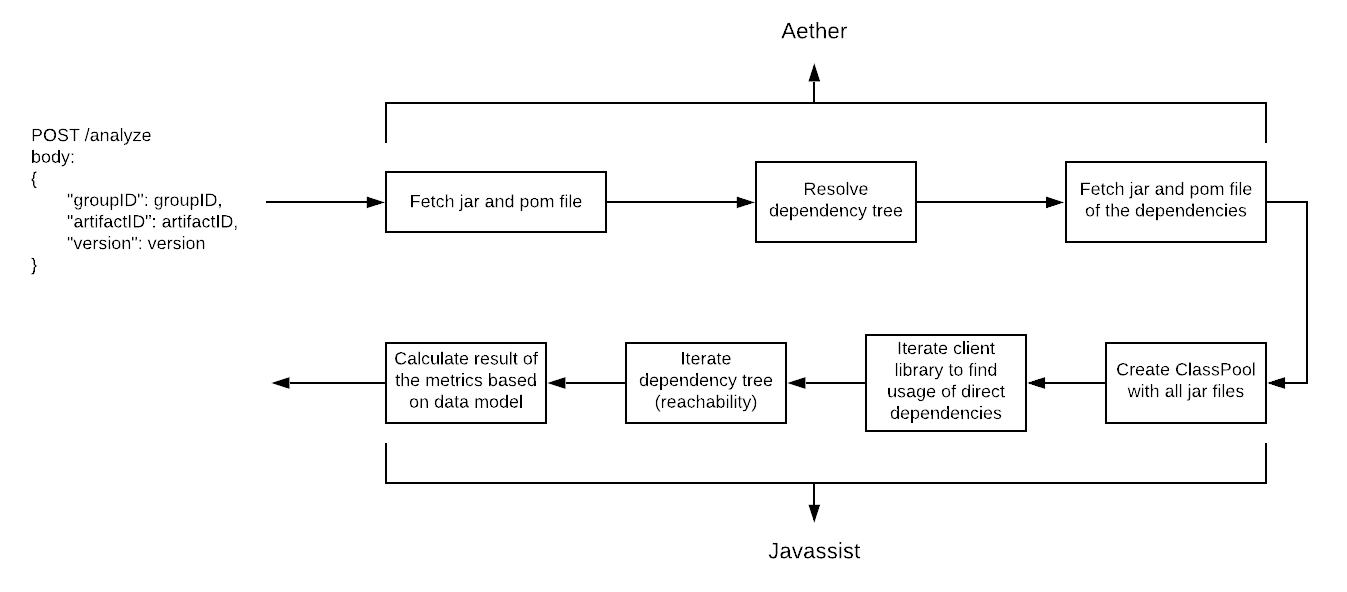 Aether
POST /analyze
body:
{
"groupID": groupID,
"artifactID": artifactID,
"version": version
}
Fetch jar and pom file
Resolve
dependency tree
Fetch jar and pom file
of the dependencies
Calculate result of
the metrics based
on data model
Iterate
dependency tree
(reachability)
Iterate client
library to find
usage of direct
dependencies
Create ClassPool
with all jar files
Javassist